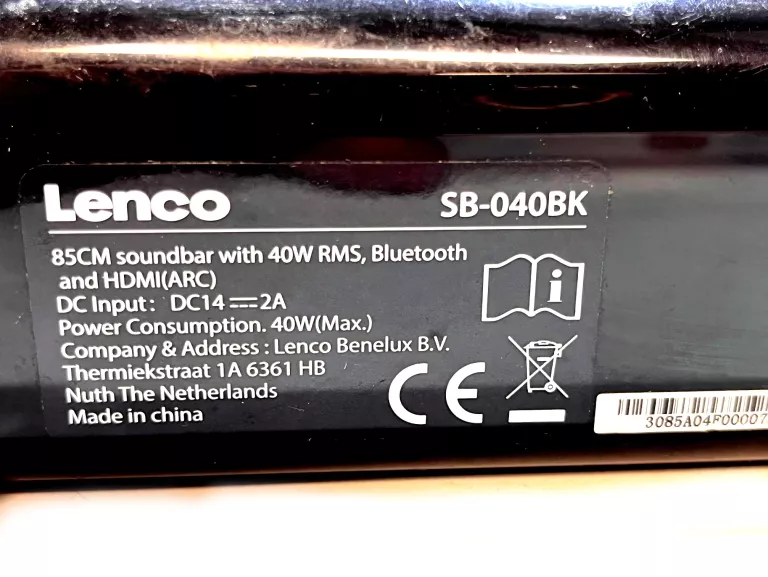 Lenco
SB-040BK
85CM soundbar with 40W RMS, Bluetooth
and HDMI(ARC)
DC Input: DC14⎓2A
Power Consumption. 40W(Max.)
Company & Address : Lenco Benelux B.V.
Thermiekstraat 1A 6361 HB
Nuth The Netherlands
Made in china
CE
3085A04F00007